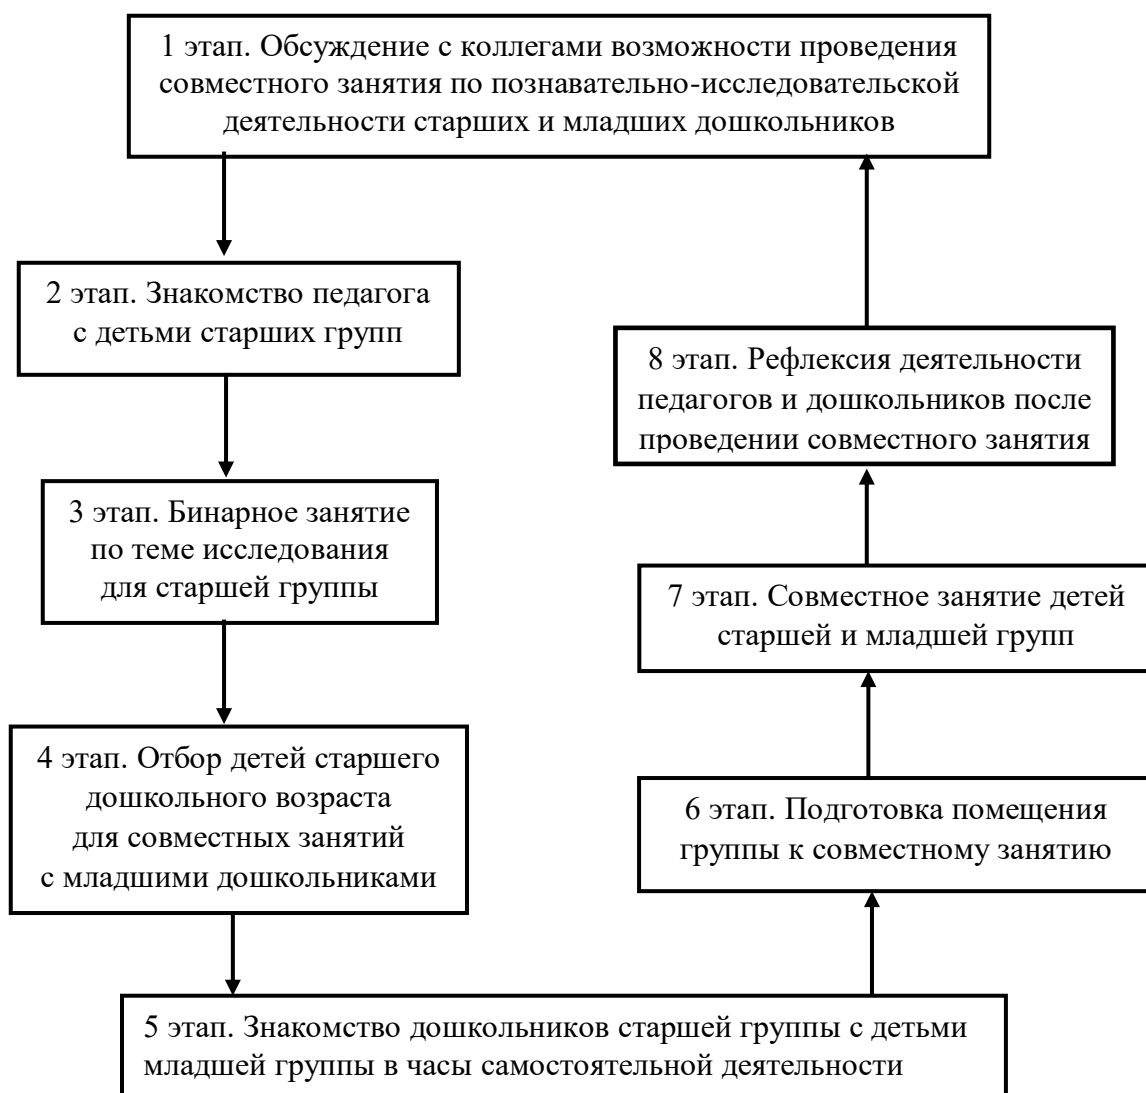 1 этап. Обсуждение с коллегами возможности проведения
совместного занятия по познавательно-исследовательской
деятельности старших и младших дошкольников
2 этап. Знакомство педагога
с детьми старших групп
3 этап. Бинарное занятие
по теме исследования
для старшей группы
4 этап. Отбор детей старшего
дошкольного возраста
для совместных занятий
с младшими дошкольниками
5 этап. Знакомство дошкольников старшей группы с детьми
младшей группы в часы самостоятельной деятельности
6 этап. Подготовка помещения
группы к совместному занятию
7 этап. Совместное занятие детей
старшей и младшей групп
8 этап. Рефлексия деятельности
педагогов и дошкольников после
проведении совместного занятия